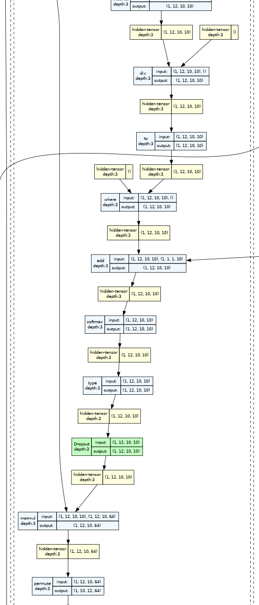 depth:3 output: (1, 12, 10, 10)
hidden-tensor depth:3 (1, 12, 10, 10)
hidden-tensor depth:3 ()
div depth:3 input: (1, 12, 10, 10), ()
output: (1, 12, 10, 10)
hidden-tensor depth:3 (1, 12, 10, 10)
to depth:3 input: (1, 12, 10, 10)
output: (1, 12, 10, 10)
hidden-tensor depth:3 ()
hidden-tensor depth:3 (1, 12, 10, 10)
where depth:3 input: (1, 12, 10, 10), ()
output: (1, 12, 10, 10)
hidden-tensor depth:3 (1, 12, 10, 10)
add depth:3 input: (1, 12, 10, 10), (1, 1, 1, 10)
output: (1, 12, 10, 10)
hidden-tensor depth:3 (1, 12, 10, 10)
softmax depth:3 input: (1, 12, 10, 10)
output: (1, 12, 10, 10)
hidden-tensor depth:3 (1, 12, 10, 10)
type depth:3 input: (1, 12, 10, 10)
output: (1, 12, 10, 10)
hidden-tensor depth:3 (1, 12, 10, 10)
Dropout depth:3 input: (1, 12, 10, 10)
output: (1, 12, 10, 10)
hidden-tensor depth:3 (1, 12, 10, 10)
matmul depth:3 input: (1, 12, 10, 10), (1, 12, 10, 64)
output: (1, 12, 10, 64)
hidden-tensor depth:3 (1, 12, 10, 64)
permute depth:3 input: (1, 12, 10, 64)
output: (1, 10, 12, 64)